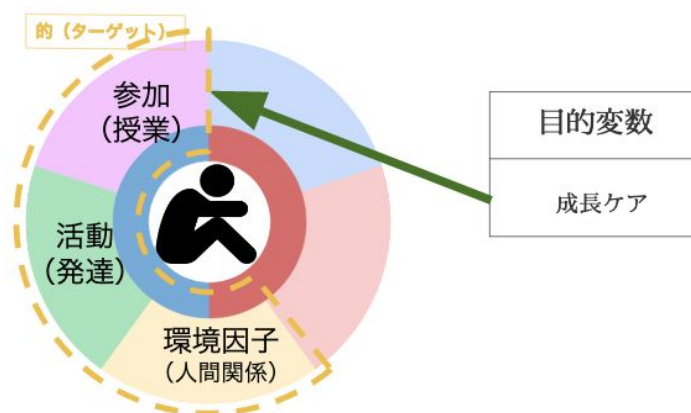 的（ターゲット）
参加
（授業）
活動
（発達）
環境因子
（人間関係）
目的変数
成長ケア